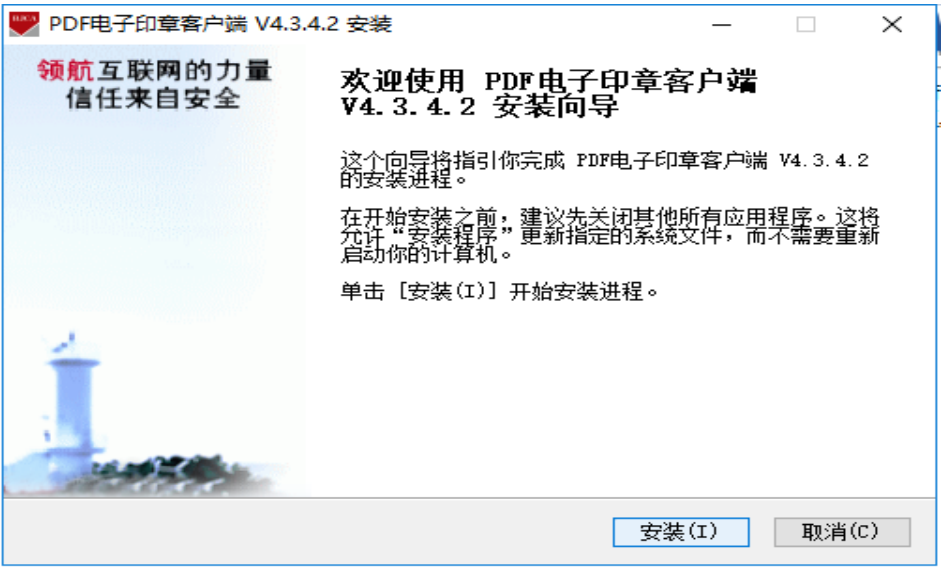 BJCA
PDF电子印章客户端 V4.3.4.2 安装
领航互联网的力量
信任来自安全
欢迎使用 PDF电子印章客户端
V4.3.4.2 安装向导
这个向导将指引你完成 PDF电子印章客户端 V4.3.4.2
的安装进程。
在开始安装之前，建议先关闭其他所有应用程序。这将
允许“安装程序”更新指定的系统文件，而不需要重新
启动你的计算机。
单击 [安装(I)] 开始安装进程。
安装(I)
取消(C)